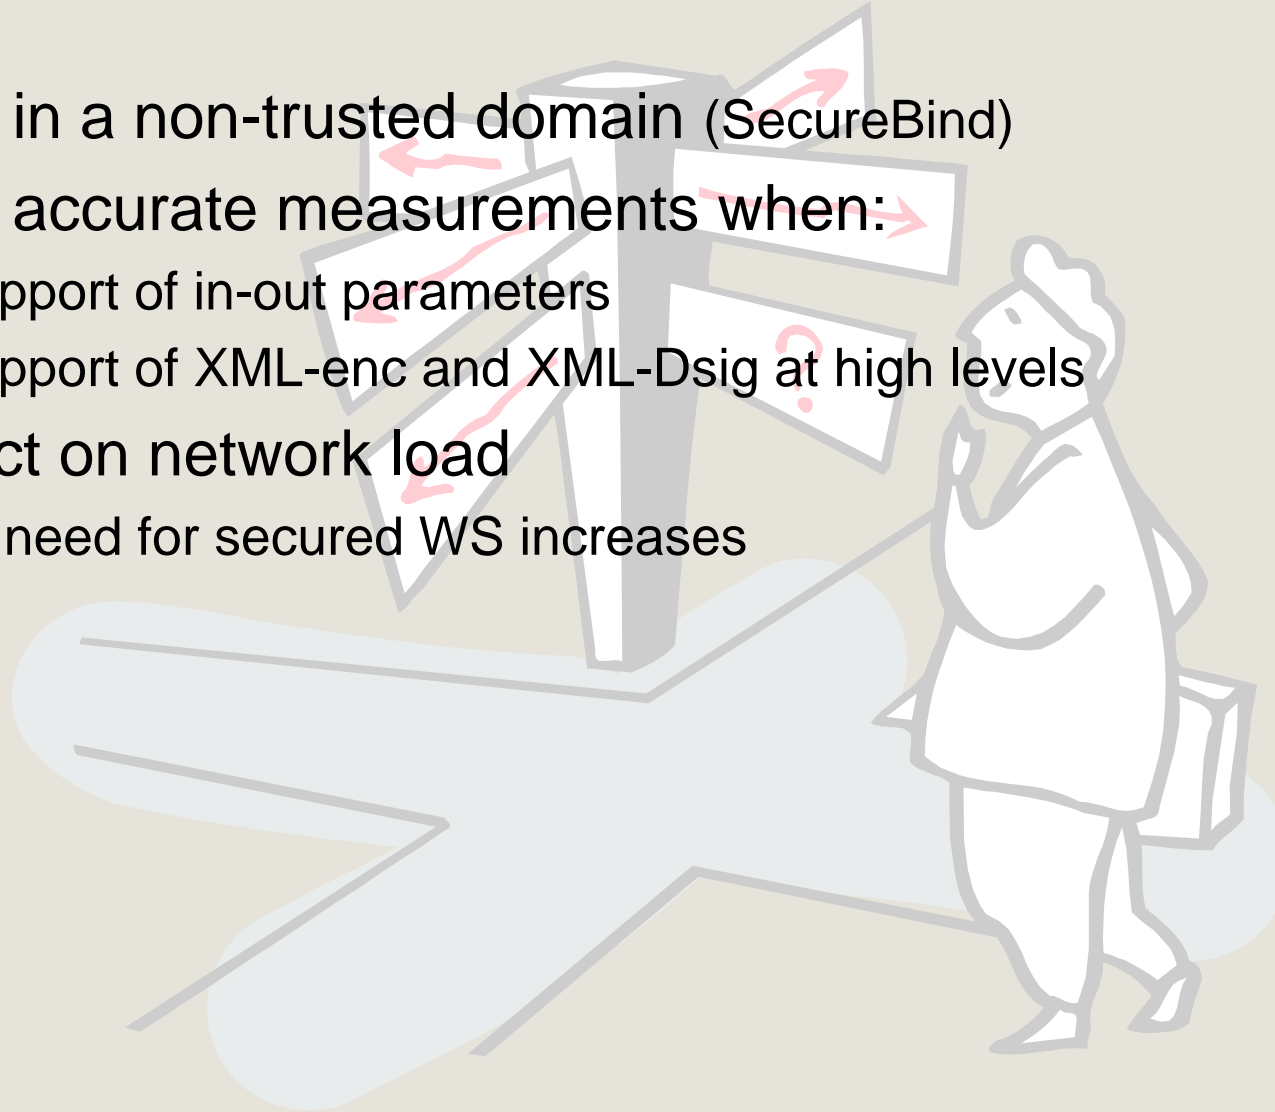 in a non-trusted domain (SecureBind)
accurate measurements when:
pport of in-out parameters
pport of XML-enc and XML-Dsig at high levels
ct on network load
need for secured WS increases
?